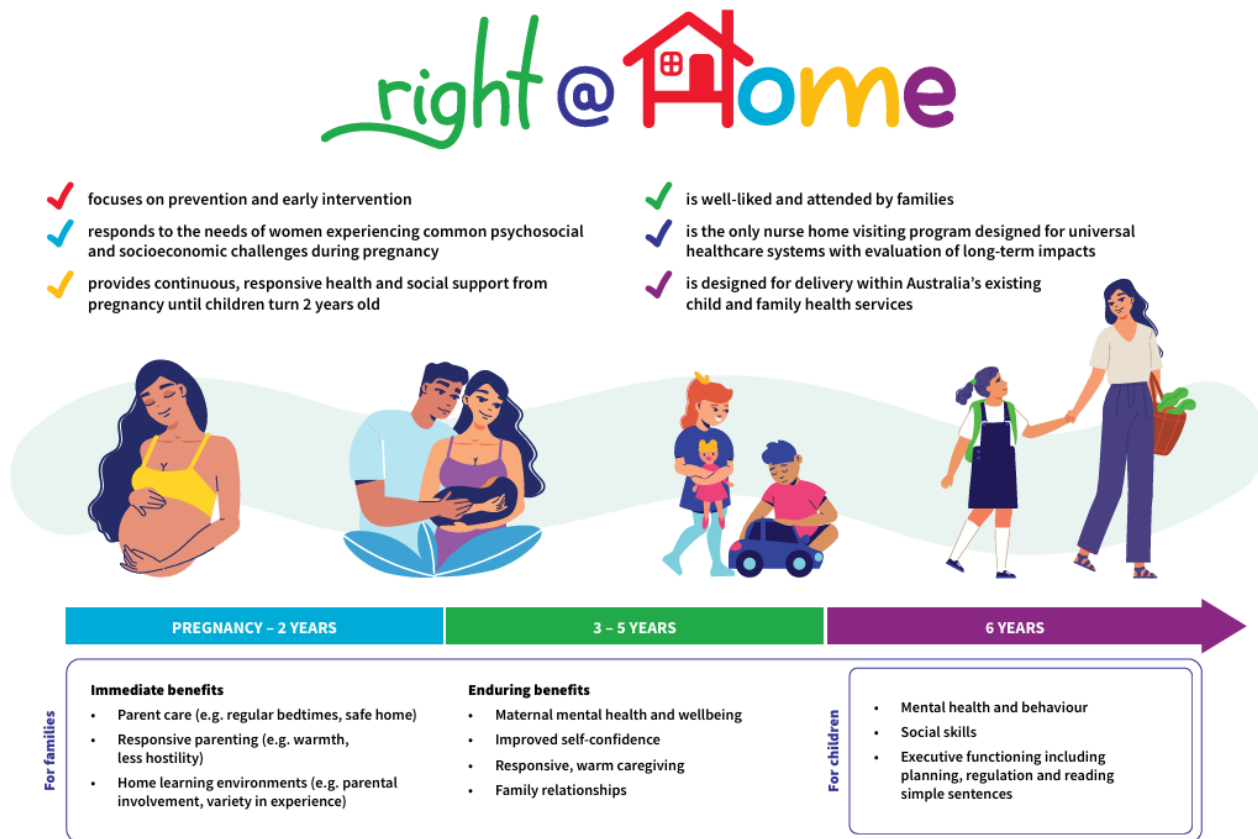 right @ Home
focuses on prevention and early intervention
responds to the needs of women experiencing common psychosocial
and socioeconomic challenges during pregnancy
provides continuous, responsive health and social support from
pregnancy until children turn 2 years old
is well-liked and attended by families
is the only nurse home visiting program designed for universal
healthcare systems with evaluation of long-term impacts
is designed for delivery within Australia's existing
child and family health services
PREGNANCY – 2 YEARS
3 – 5 YEARS
6 YEARS
For families
Immediate benefits
• Parent care (e.g. regular bedtimes, safe home)
• Responsive parenting (e.g. warmth,
less hostility)
• Home learning environments (e.g. parental
involvement, variety in experience)
Enduring benefits
• Maternal mental health and wellbeing
• Improved self-confidence
• Responsive, warm caregiving
• Family relationships
For children
• Mental health and behaviour
• Social skills
• Executive functioning including
planning, regulation and reading
simple sentences